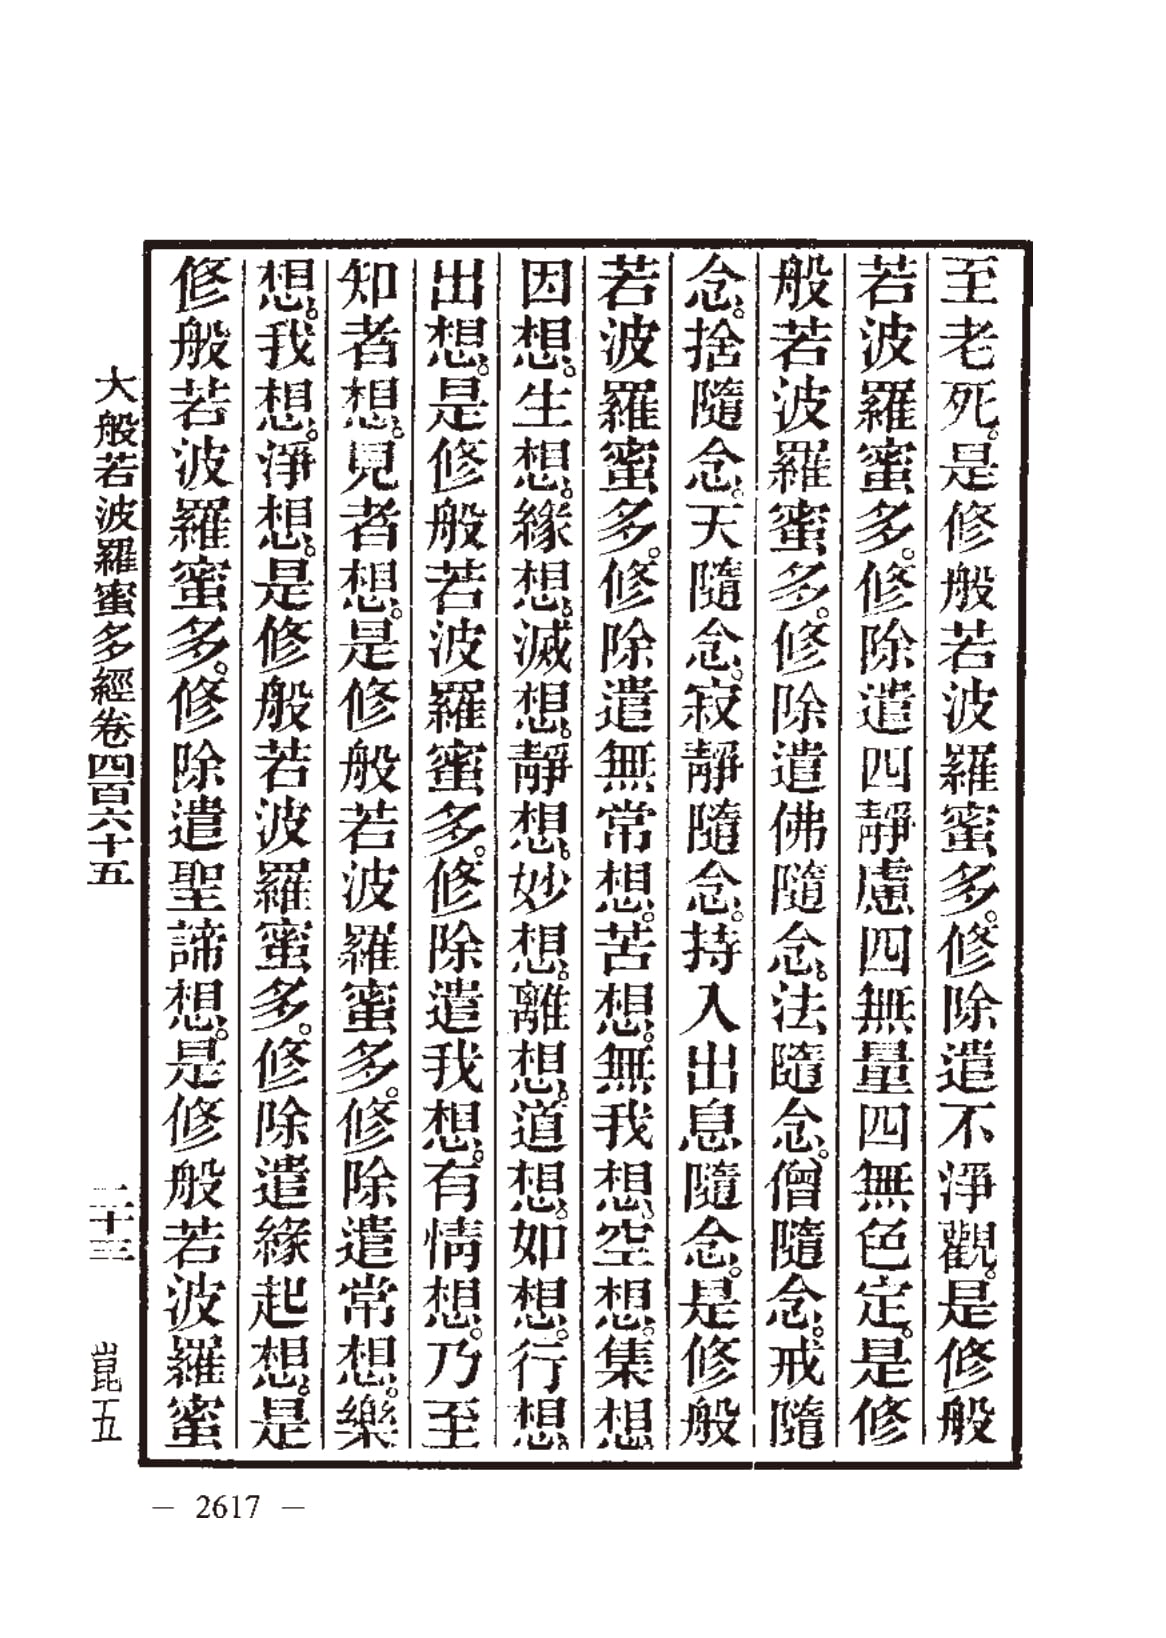 至老死。是修般若波羅蜜多。修除遣不淨觀。是修般
若波羅蜜多。修除遣四靜慮四無量四無色定。是修
般若波羅蜜多。修除遣佛隨念。法隨念。僧隨念。戒隨
念。捨隨念。天隨念。寂靜隨念。持入出息隨念。是修般
若波羅蜜多。修除遣無常想。苦想。無我想。空想。集想。
因想。生想。緣想。滅想。靜想。妙想。離想。道想。如想。行想。
出想。是修般若波羅蜜多。修除遣我想。有情想。乃至
知者想。見者想。是修般若波羅蜜多。修除遣常想。樂
想。我想。淨想。是修般若波羅蜜多。修除遣緣起想。是
修般若波羅蜜多。修除遣聖諦想。是修般若波羅蜜
大般若波羅蜜多經卷四百六十五 二十三 崑五
— 2617 —